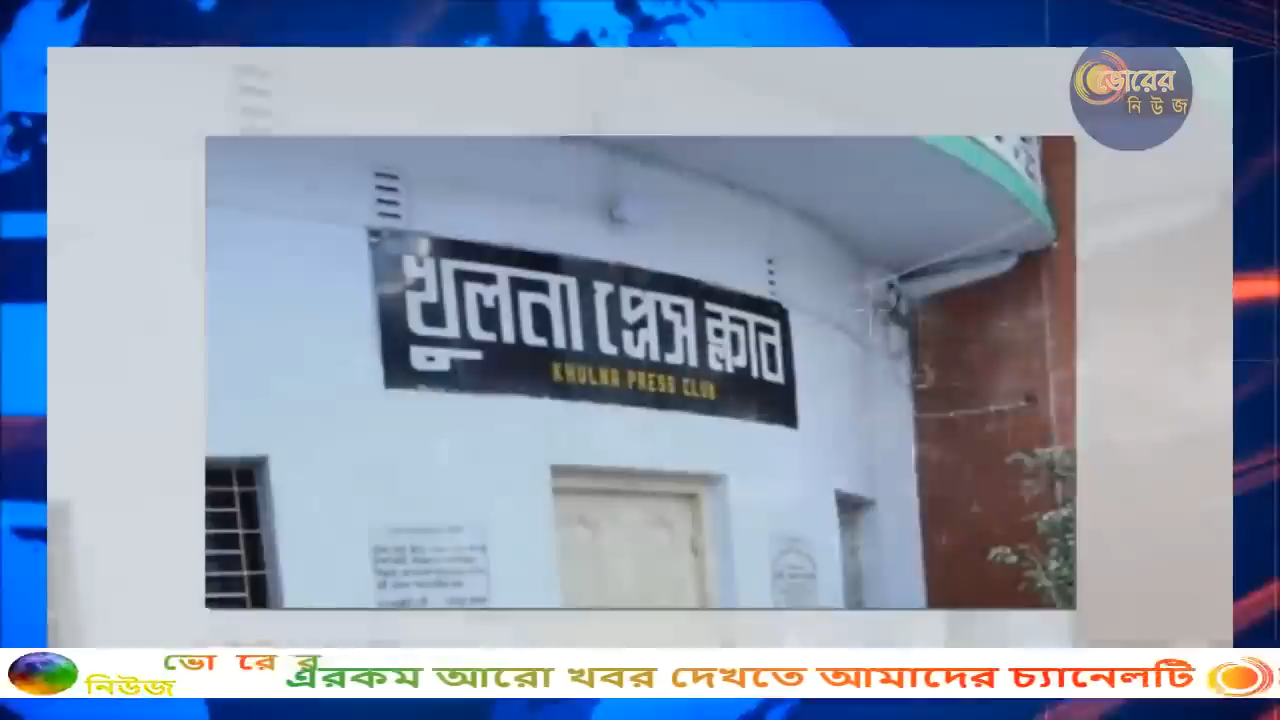 ভোরের
নিউজ
খুলনা প্রেস ক্লাব
KHULNA PRESS CLUB
ভোরের
নিউজ
এরকম আরো খবর দেখতে আমাদের চ্যানেলটি